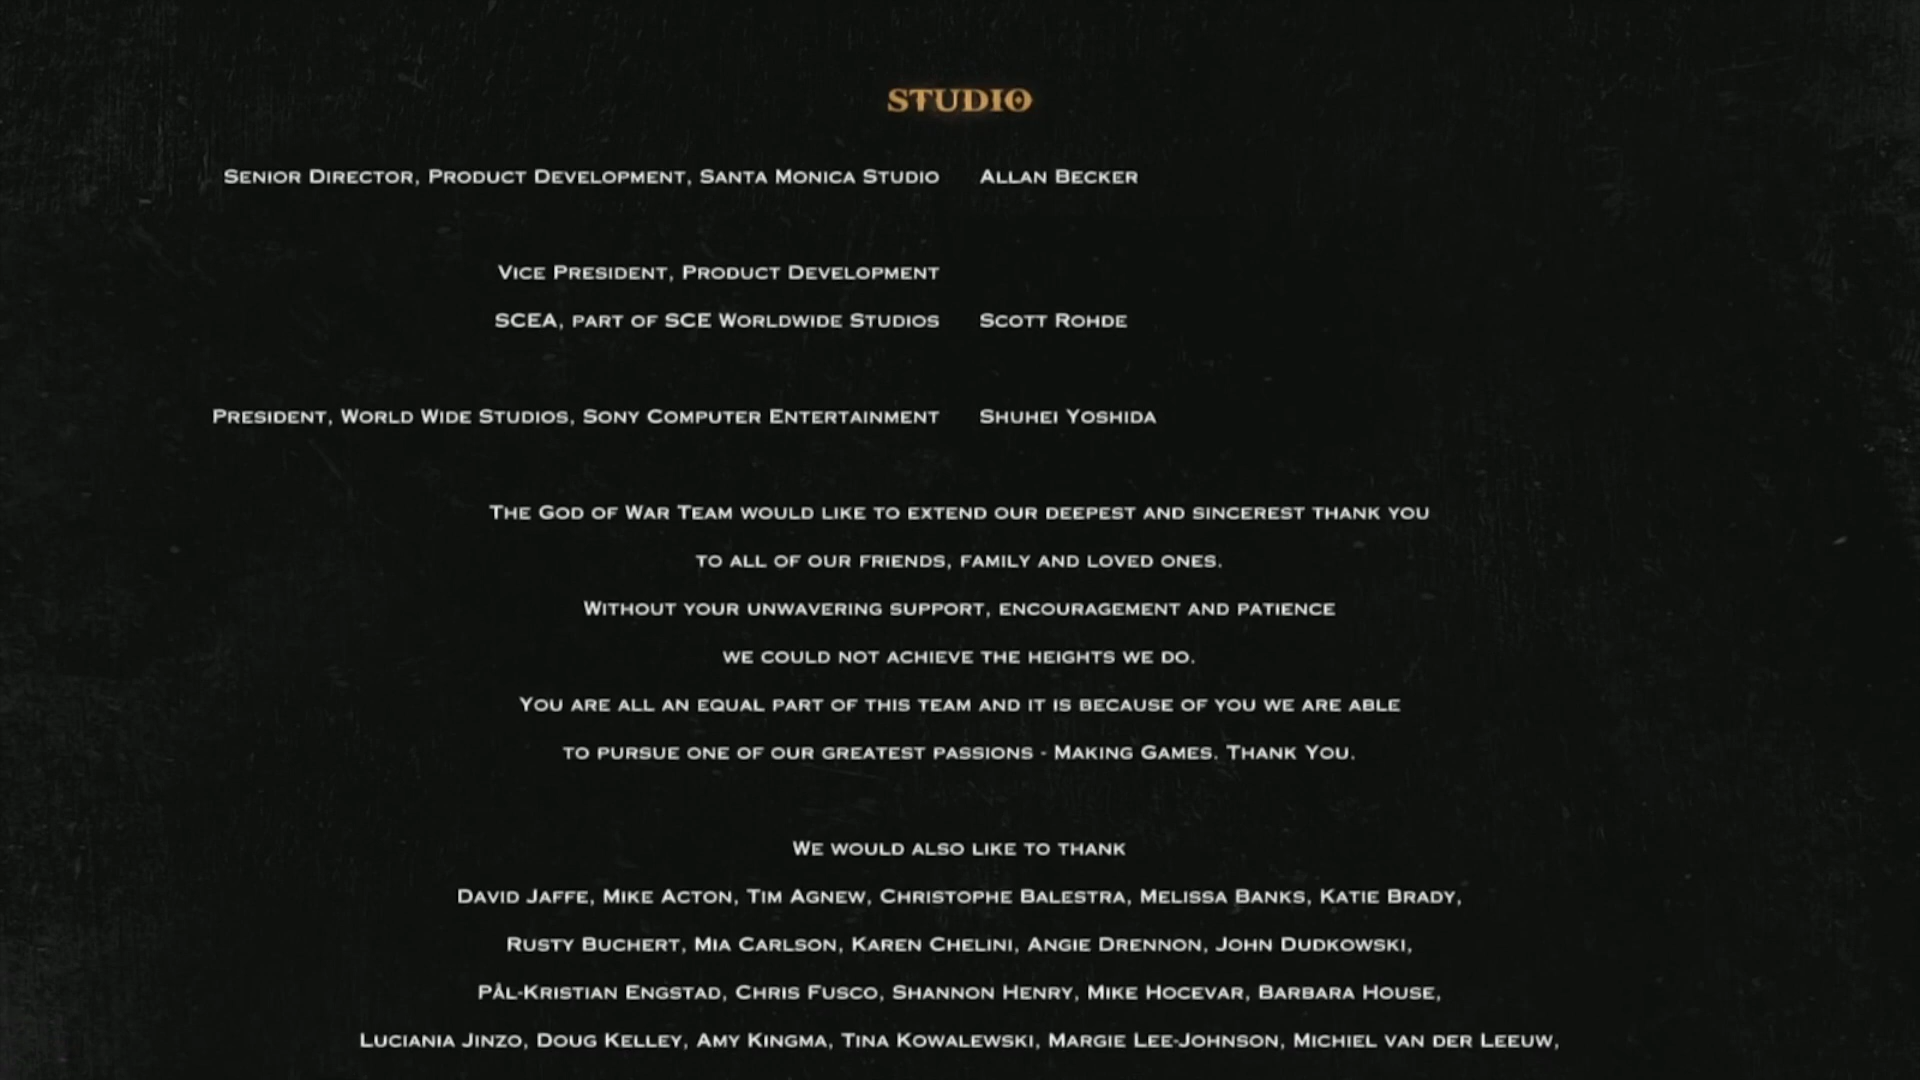 STUDIO
Senior Director, Product Development, Santa Monica Studio Allan Becker
Vice President, Product Development
SCEA, part of SCE Worldwide Studios Scott Rohde
President, World Wide Studios, Sony Computer Entertainment Shuhei Yoshida
The God of War Team would like to extend our deepest and sincerest thank you
to all of our friends, family and loved ones.
Without your unwavering support, encouragement and patience
we could not achieve the heights we do.
You are all an equal part of this team and it is because of you we are able
to pursue one of our greatest passions - Making Games. Thank You.
We would also like to thank
David Jaffe, Mike Acton, Tim Agnew, Christophe Balestra, Melissa Banks, Katie Brady,
Rusty Buchert, Mia Carlson, Karen Chelini, Angie Drennon, John Dudkowski,
Pål-Kristian Engstad, Chris Fusco, Shannon Henry, Mike Hocevar, Barbara House,
Luciania Jinzo, Doug Kelley, Amy Kingma, Tina Kowalewski, Margie Lee-Johnson, Michiel van der Leeuw,